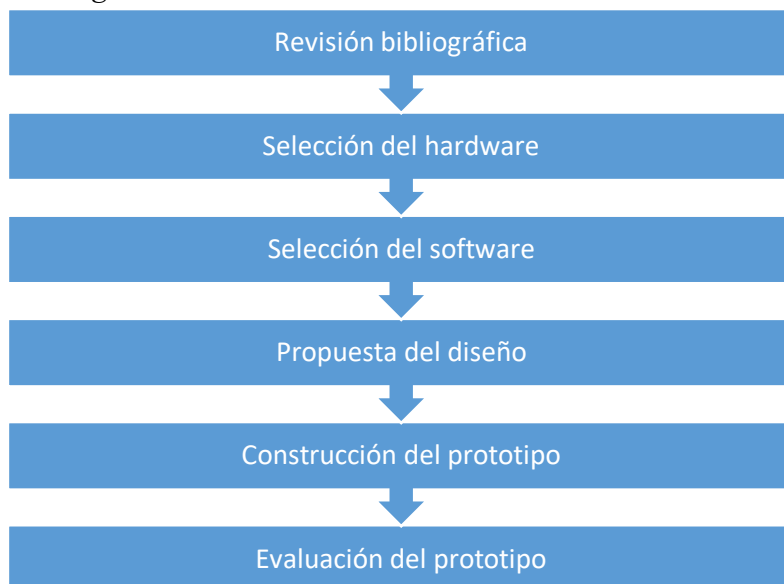 Revisión bibliográfica
Selección del hardware
Selección del software
Propuesta del diseño
Construcción del prototipo
Evaluación del prototipo